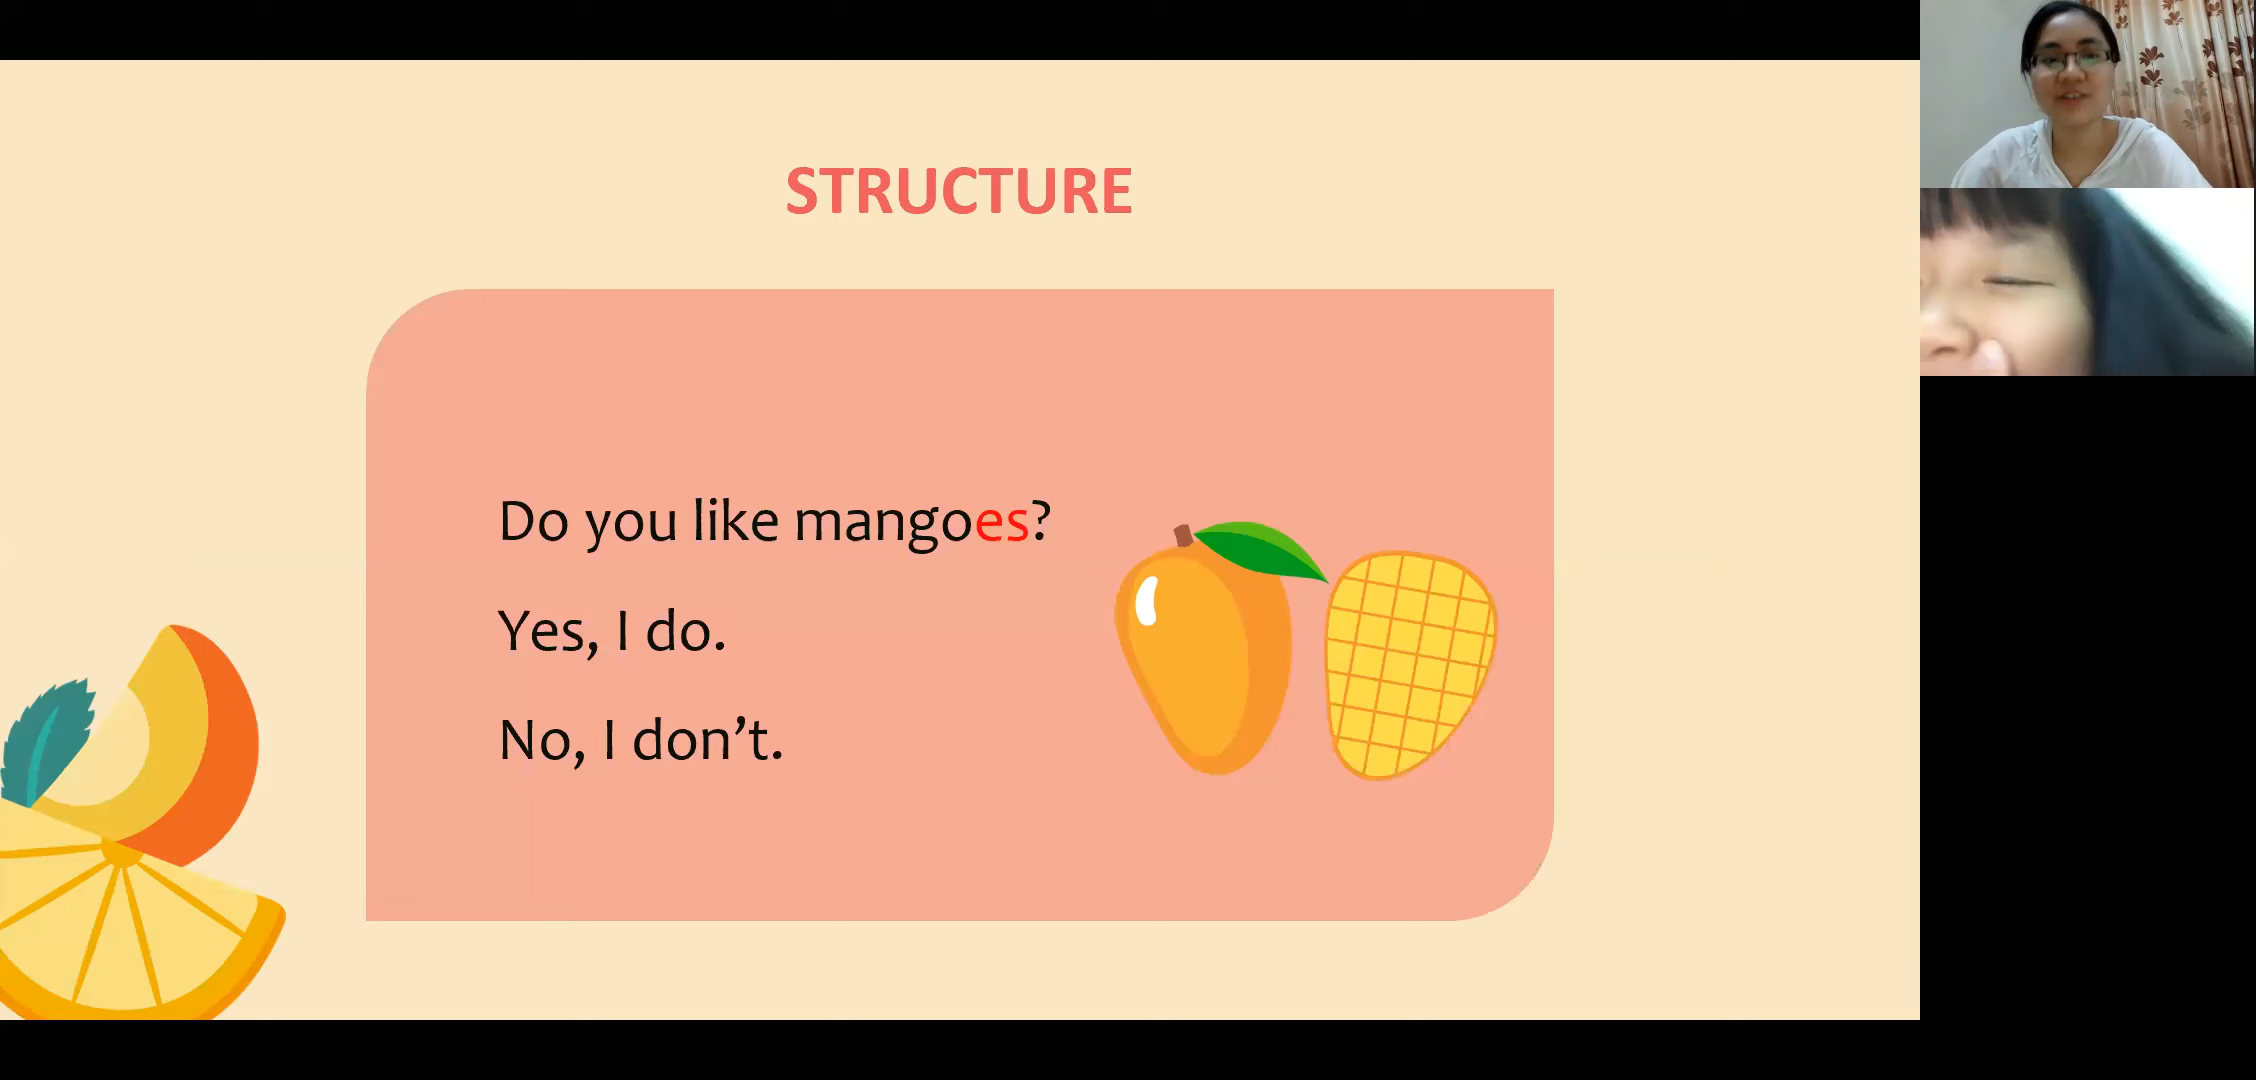 STRUCTURE
Do you like mangoes?
Yes, I do.
No, I don’t.